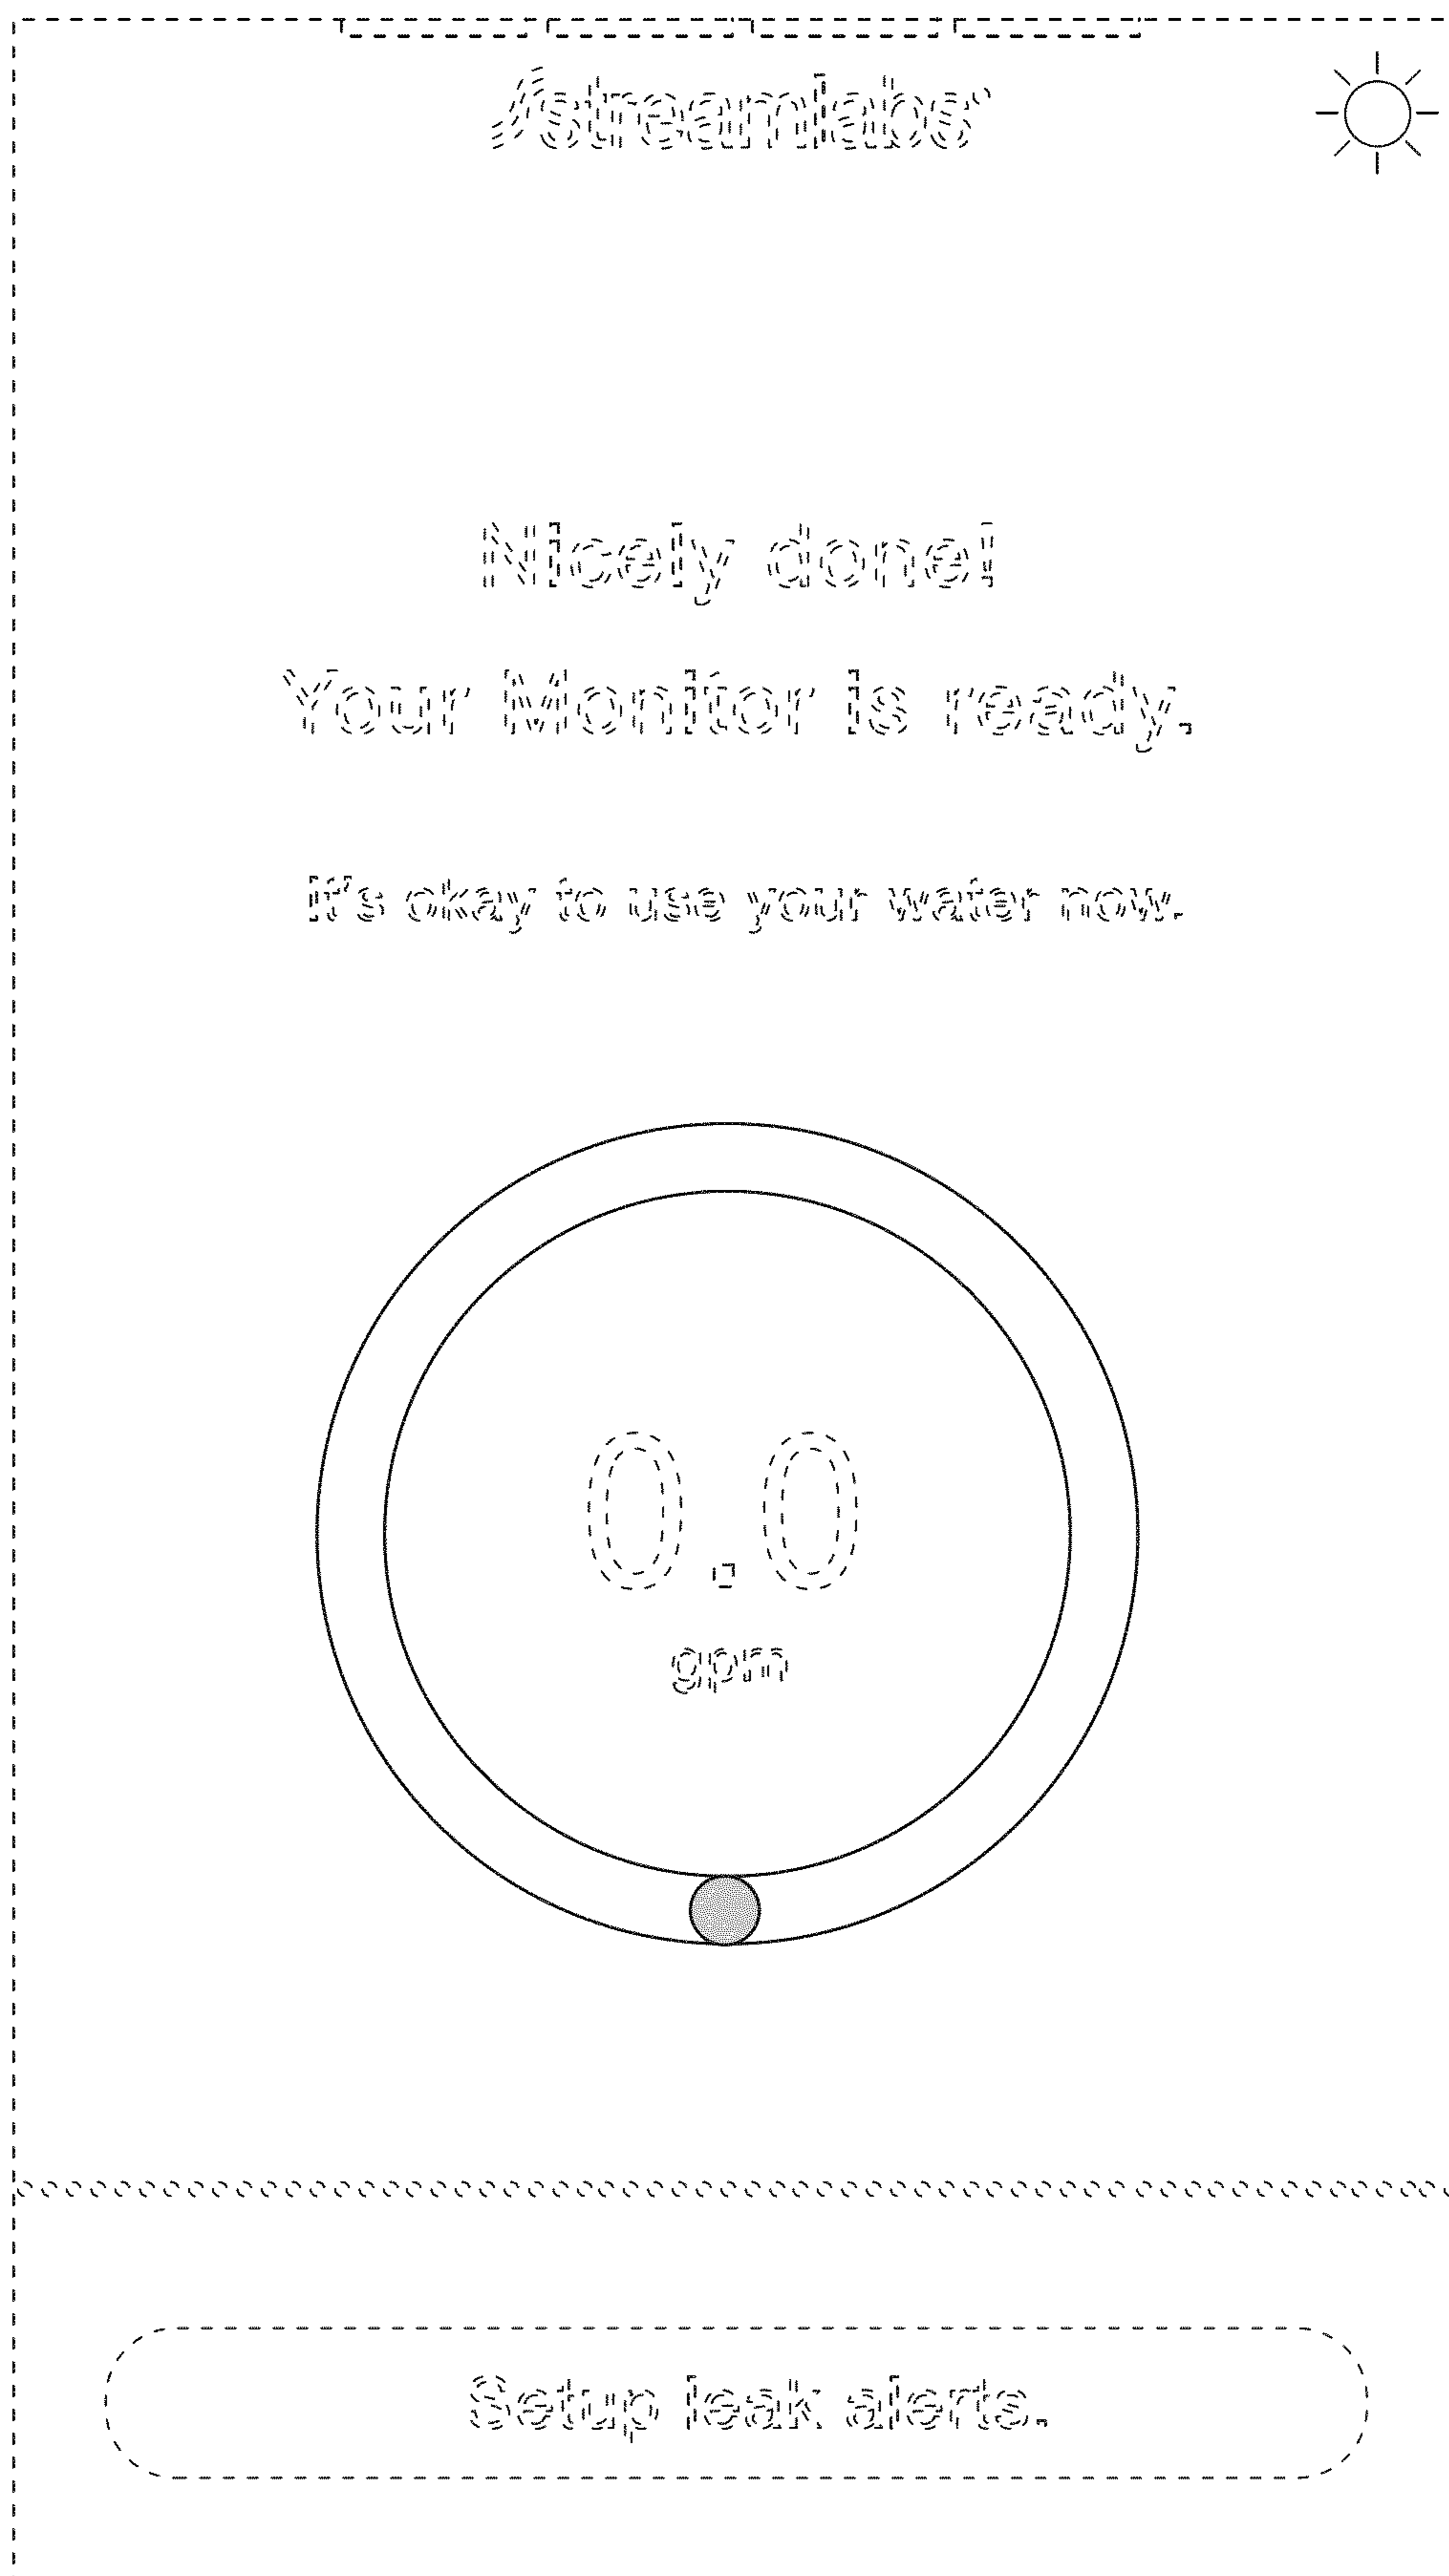 streamlabs
Nicely done!
Your Monitor is ready.
It's okay to use your water now.
0.0
gpm
Setup leak alerts.